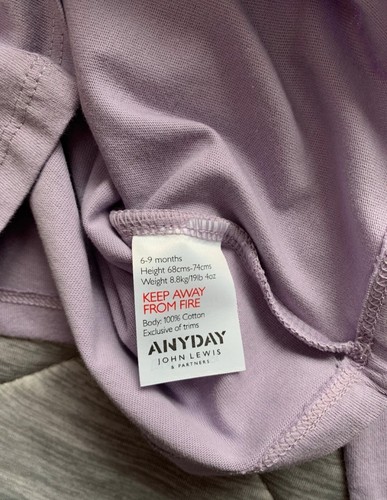 6-9 months
Height 68cms-74cms
Weight 8.8kg/19lb 4oz
KEEP AWAY
FROM FIRE
Body: 100% Cotton
Exclusive of trims
ANYDAY
JOHN LEWIS
& PARTNERS